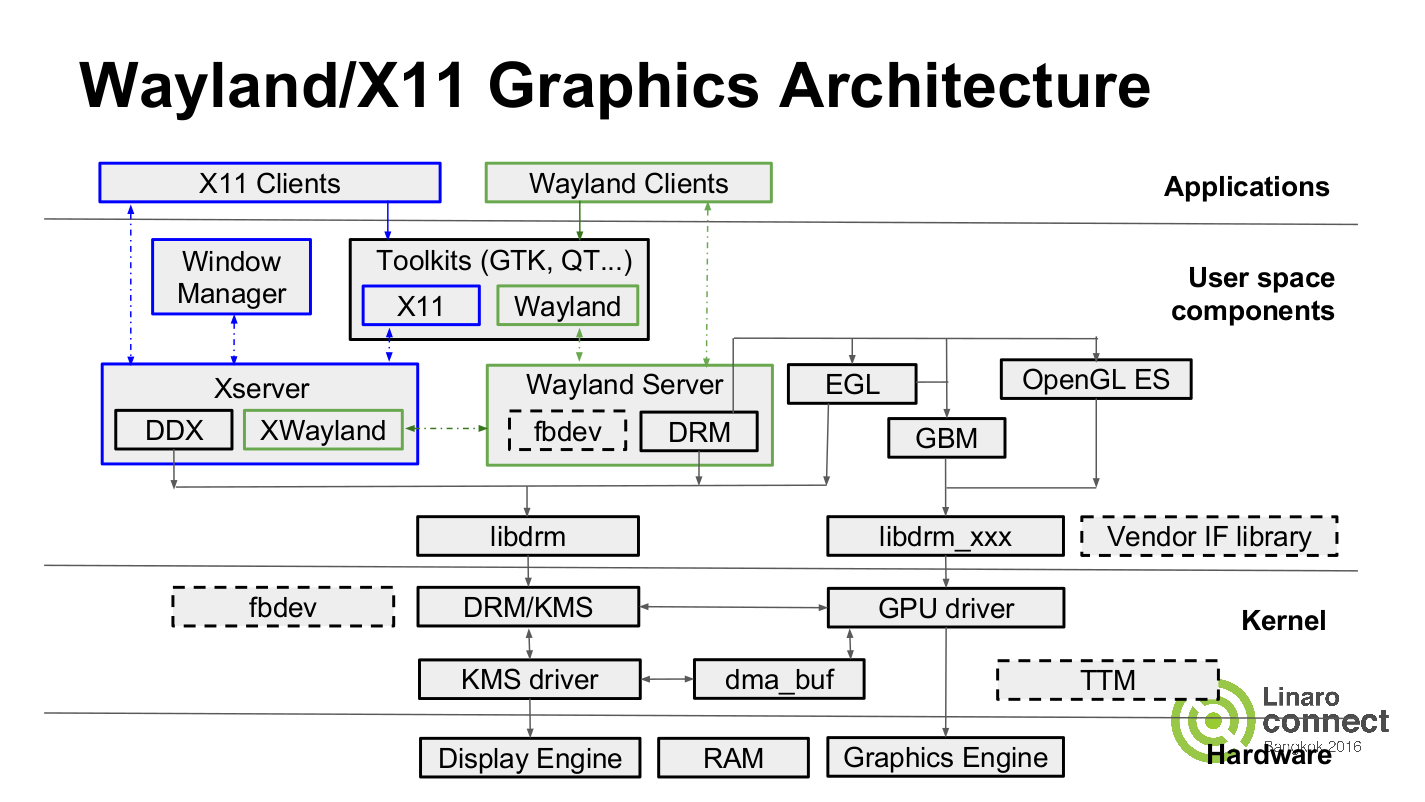 Wayland/X11 Graphics Architecture
X11 Clients
Wayland Clients
Applications
Window
Manager
Toolkits (GTK, QT...)
X11
Wayland
User space
components
Xserver
DDX
XWayland
Wayland Server
fbdev
DRM
EGL
GBM
OpenGL ES
libdrm
libdrm_xxx
Vendor IF library
fbdev
DRM/KMS
GPU driver
Kernel
KMS driver
dma_buf
TTM
Linaro
connect
Bangkok 2016
Display Engine
RAM
Graphics Engine
Hardware